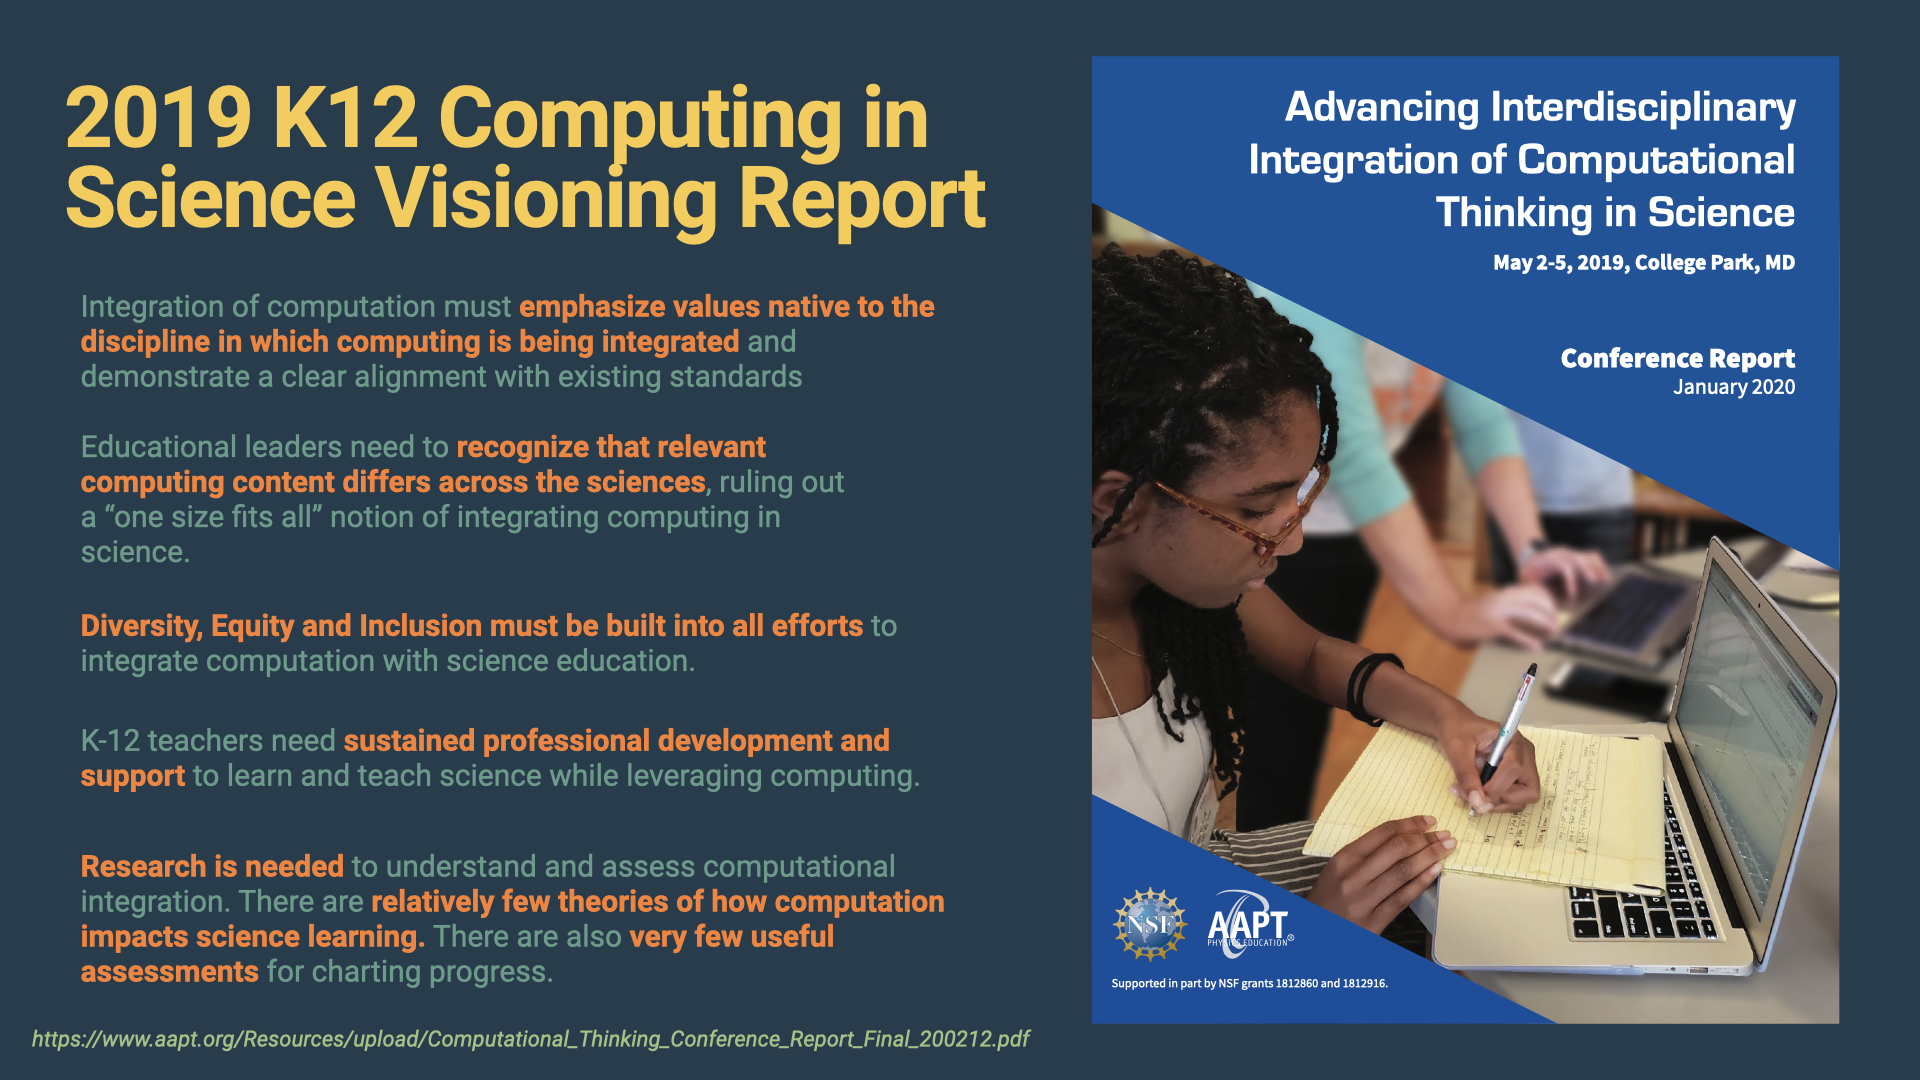 2019 K12 Computing in
Science Visioning Report
Integration of computation must emphasize values native to the
discipline in which computing is being integrated and
demonstrate a clear alignment with existing standards
Educational leaders need to recognize that relevant
computing content differs across the sciences, ruling out
a “one size fits all” notion of integrating computing in
science.
Diversity, Equity and Inclusion must be built into all efforts to
integrate computation with science education.
K-12 teachers need sustained professional development and
support to learn and teach science while leveraging computing.
Research is needed to understand and assess computational
integration. There are relatively few theories of how computation
impacts science learning. There are also very few useful
assessments for charting progress.
https://www.aapt.org/Resources/upload/Computational_Thinking_Conference_Report_Final_200212.pdf
Advancing Interdisciplinary
Integration of Computational
Thinking in Science
May 2-5, 2019, College Park, MD
Conference Report
January 2020
NSF
AAPT®
PHYSICS EDUCATION
Supported in part by NSF grants 1812860 and 1812916.